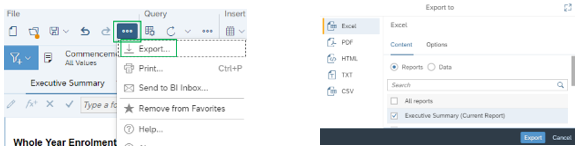 File
Query
Insert
Commencem
All Values
Export...
Print...
Ctrl+P
Send to BI Inbox...
Remove from Favorites
Help...
Executive Summary
Type a fo
Whole Year Enrolment
Export to
Excel
PDF
HTML
TXT
CSV
Excel
Content
Options
Reports
Data
Search
All reports
Executive Summary (Current Report)
Export
Cancel